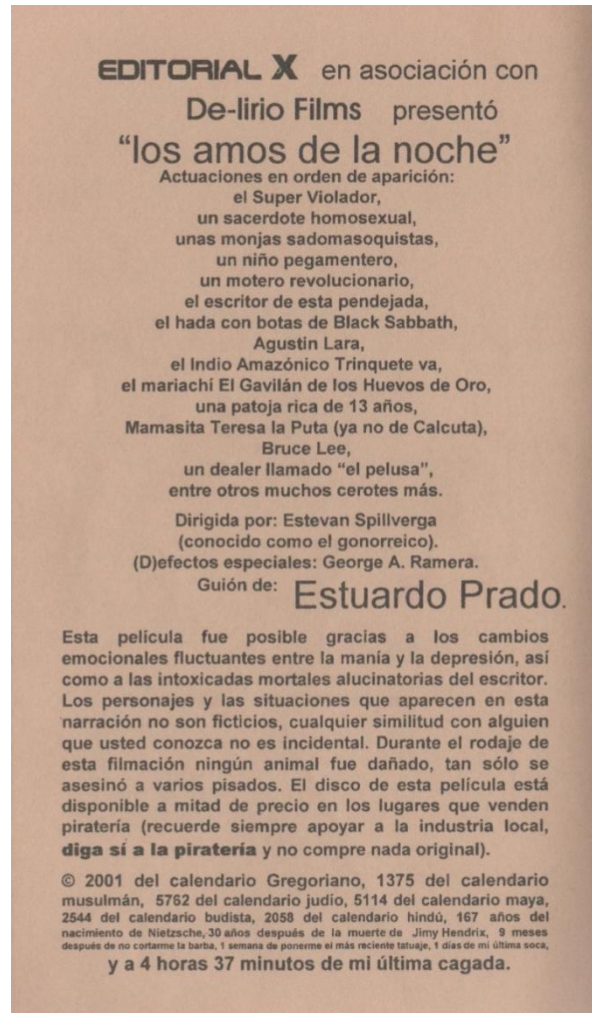 EDITORIAL X en asociación con
De-lirio Films presentó
“los amos de la noche”
Actuaciones en orden de aparición:
el Super Violador,
un sacerdote homosexual,
unas monjas sadomasoquistas,
un niño pegamentero,
un motero revolucionario,
el escritor de esta pendejada,
el hada con botas de Black Sabbath,
Agustin Lara,
el Indio Amazónico Trinquete va,
el mariachi El Gavilán de los Huevos de Oro,
una patoja rica de 13 años,
Mamasita Teresa la Puta (ya no de Calcuta),
Bruce Lee,
un dealer llamado “el pelusa”,
entre otros muchos cerotes más.
Dirigida por: Estevan Spillverga
(conocido como el gonorreico).
(D)efectos especiales: George A. Ramera.
Guión de: Estuardo Prado.
Esta película fue posible gracias a los cambios
emocionales fluctuantes entre la manía y la depresión, así
como a las intoxicadas mortales alucinatorias del escritor.
Los personajes y las situaciones que aparecen en esta
narración no son ficticios, cualquier similitud con alguien
que usted conozca no es incidental. Durante el rodaje de
esta filmación ningún animal fue dañado, tan sólo se
asesinó a varios pisados. El disco de esta película está
disponible a mitad de precio en los lugares que venden
piratería (recuerde siempre apoyar a la industria local,
diga sí a la piratería y no compre nada original).
© 2001 del calendario Gregoriano, 1375 del calendario
musulmán, 5762 del calendario judio, 5114 del calendario maya,
2544 del calendario budista, 2058 del calendario hindú, 167 años del
nacimiento de Nietzsche, 30 años después de la muerte de Jimy Hendrix, 9 meses
después de no cortarme la barba, 1 semana de ponerme el más reciente tatuaje, 1 días de mi última soca,
y a 4 horas 37 minutos de mi última cagada.